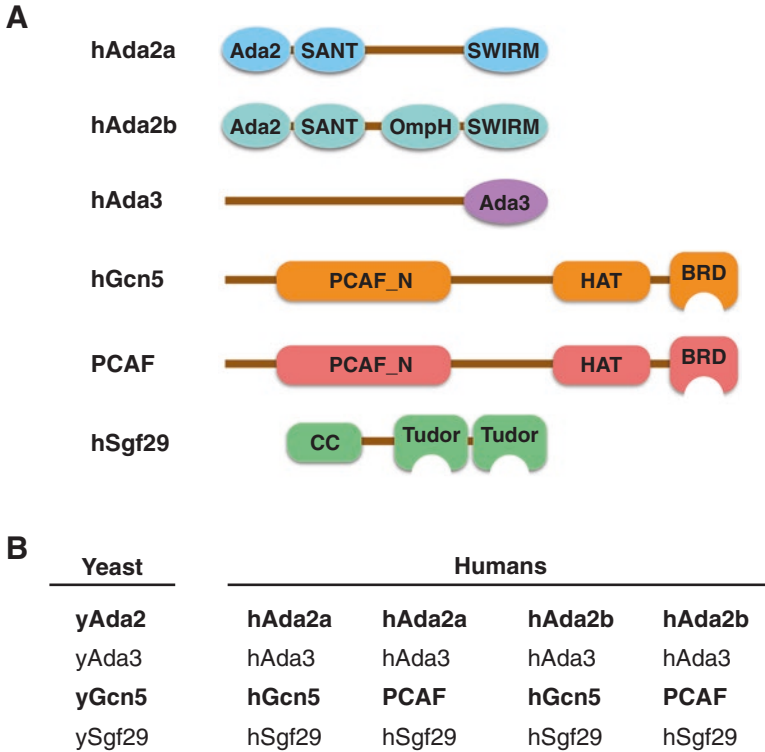 A
hAda2a Ada2 SANT SWIRM
hAda2b Ada2 SANT OmpH SWIRM
hAda3 Ada3
hGcn5 PCAF_N HAT BRD
PCAF PCAF_N HAT BRD
hSgf29 CC Tudor Tudor
B
Yeast Humans
yAda2 hAda2a hAda2a hAda2b hAda2b
yAda3 hAda3 hAda3 hAda3 hAda3
yGcn5 hGcn5 PCAF hGcn5 PCAF
ySgf29 hSgf29 hSgf29 hSgf29 hSgf29